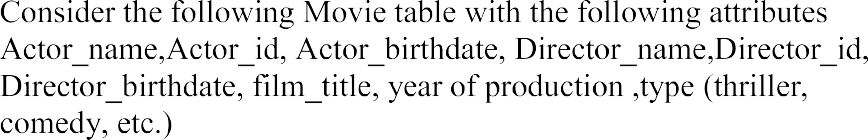 Consider the following Movie table with the following attributes
Actor_name,Actor_id, Actor_birthdate, Director_name,Director_id,
Director_birthdate, film_title, year of production ,type (thriller,
comedy, etc.)